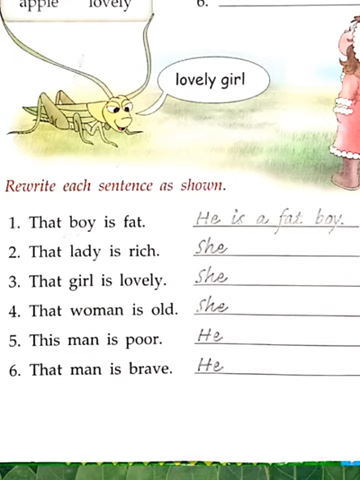 apple lovely 6.
lovely girl
Rewrite each sentence as shown.
1. That boy is fat. He is a fat boy.
2. That lady is rich. She
3. That girl is lovely. She
4. That woman is old. She
5. This man is poor. He
6. That man is brave. He